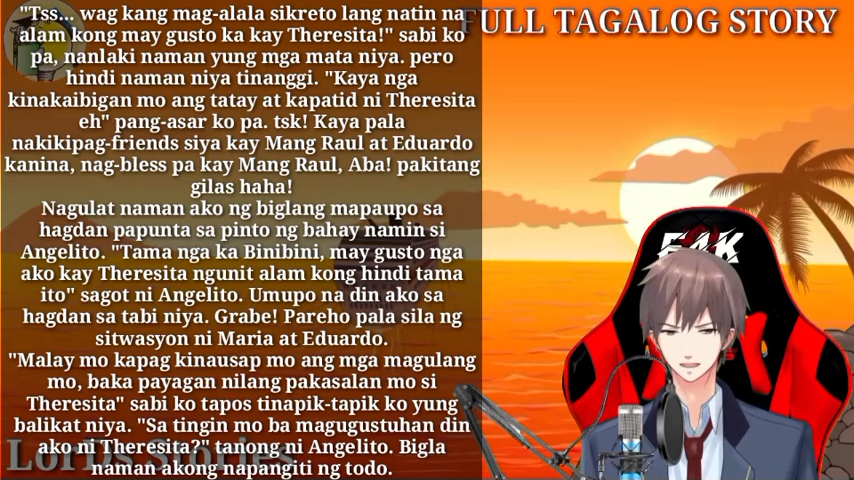 "Tss... wag kang mag-alala sikreto lang natin na
alam kong may gusto ka kay Theresita!" sabi ko
pa, nanlaki naman yung mga mata niya. pero
hindi naman niya tinanggi. "Kaya nga
kinakaibigan mo ang tatay at kapatid ni Theresita
eh" pang-asar ko pa. tsk! Kaya pala
nakikipag-friends siya kay Mang Raul at Eduardo
kanina, nag-bless pa kay Mang Raul, Aba! pakitang
gilas haha!
Nagulat naman ako ng biglang mapaupo sa
hagdan papunta sa pinto ng bahay namin si
Angelito. "Tama nga ka Binibini, may gusto nga
ako kay Theresita ngunit alam kong hindi tama
ito" sagot ni Angelito. Umupo na din ako sa
hagdan sa tabi niya. Grabe! Pareho pala sila ng
sitwasyon ni Maria at Eduardo.
"Malay mo kapag kinausap mo ang mga magulang
mo, baka payagan nilang pakasalan mo si
Theresita" sabi ko tapos tinapik-tapik ko yung
balikat niya. "Sa tingin mo ba magugustuhan din
ako ni Theresita?" tanong ni Angelito. Bigla
naman akong napangiti ng todo.
FULL TAGALOG STORY
LorDs Stories